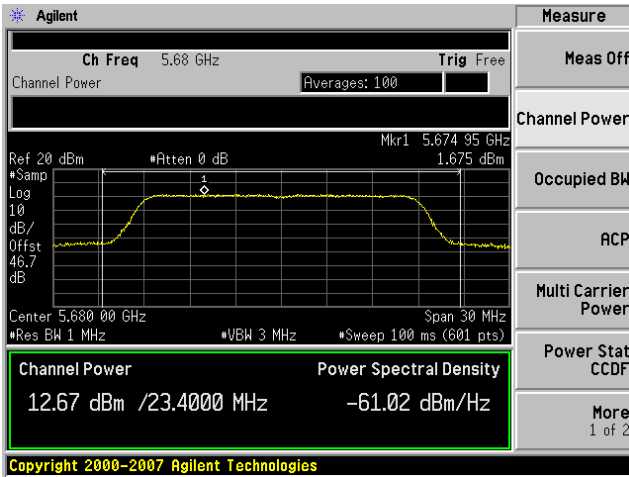 Agilent
Measure
Ch Freq 5.68 GHz Trig Free
Channel Power Averages: 100
Meas Off
Channel Power
Mkr1 5.674 95 GHz
Ref 20 dBm #Atten 0 dB 1.675 dBm
#Samp
Log
10
dB/
Offst
46.7
dB
1
Occupied BW
ACP
Multi Carrier
Power
Center 5.680 00 GHz Span 30 MHz
#Res BW 1 MHz #VBW 3 MHz #Sweep 100 ms (601 pts)
Channel Power Power Spectral Density
12.67 dBm /23.4000 MHz -61.02 dBm/Hz
Power Stat
CCDF
More
1 of 2
Copyright 2000-2007 Agilent Technologies